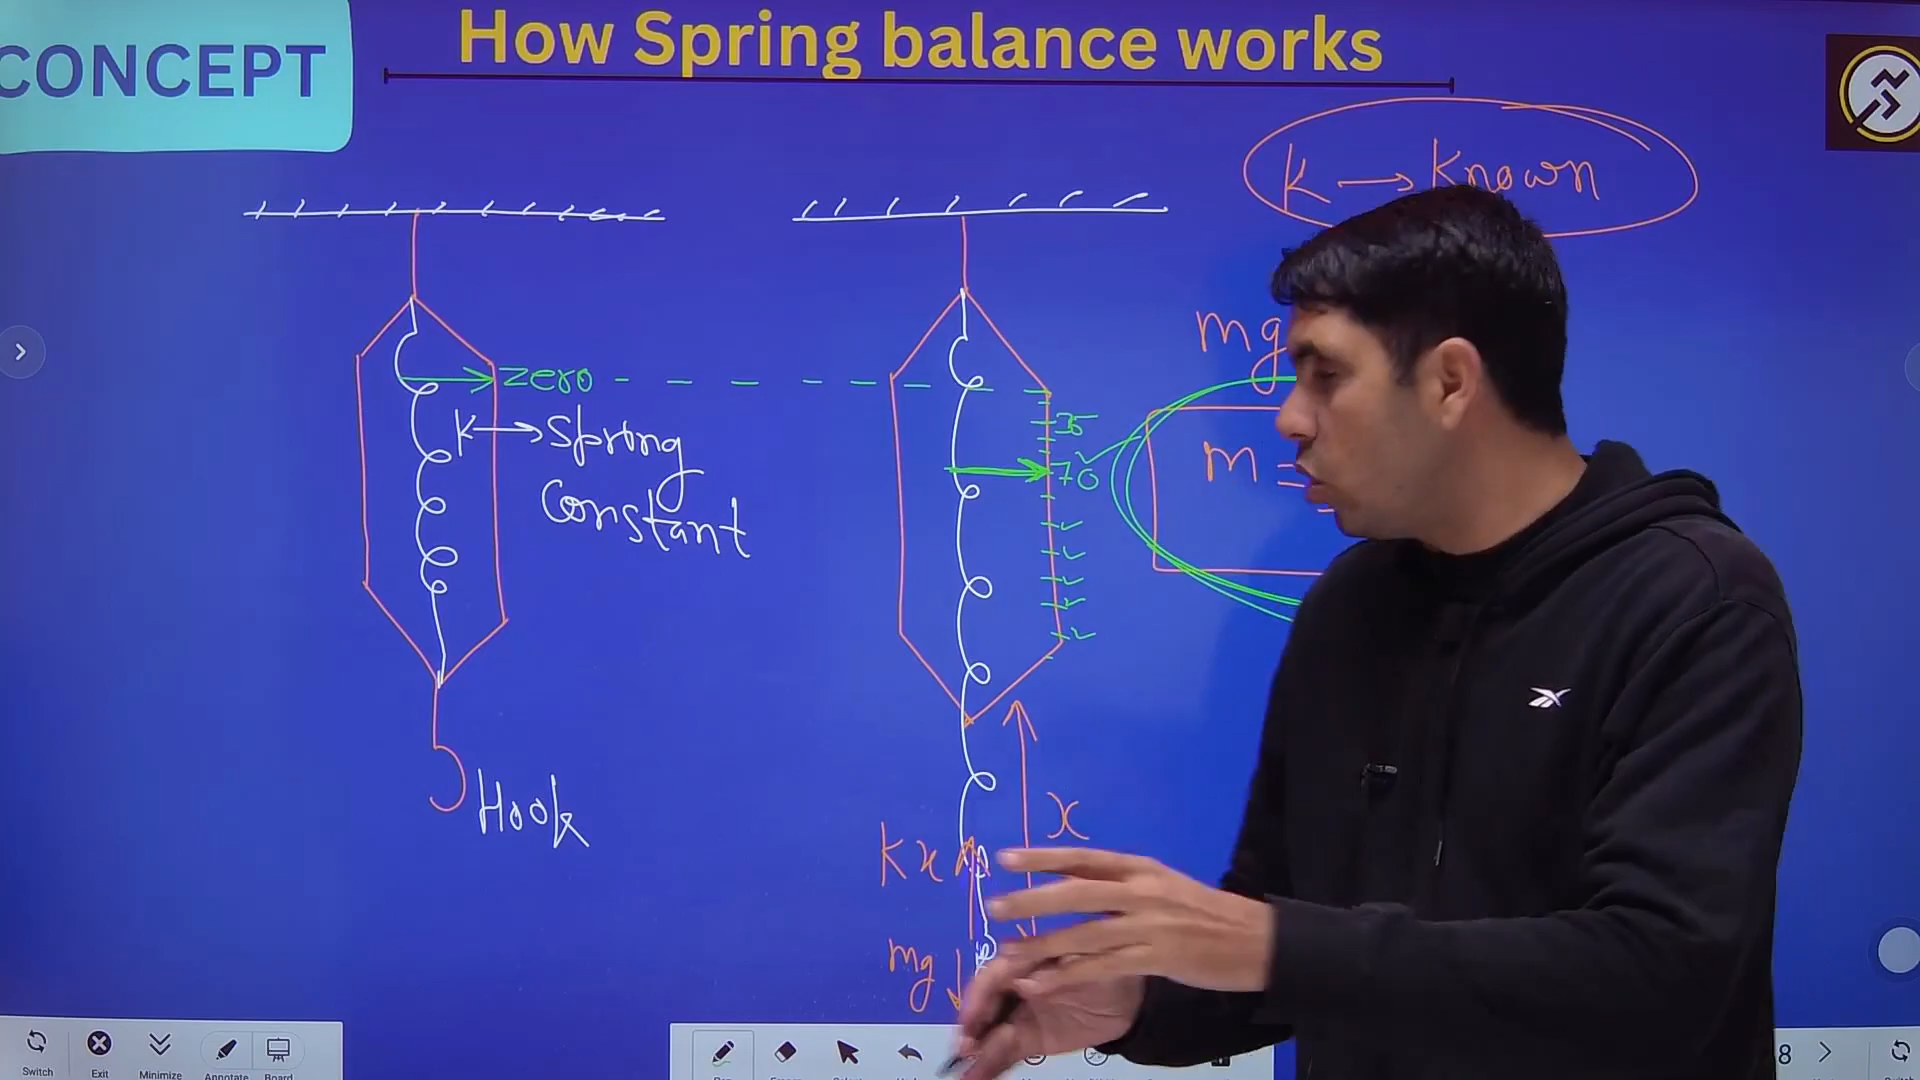 CONCEPT
How Spring balance works
K → Known
zero
K → Spring
Constant
Hook
35
70
mg
m =
x
Kx
mg
Switch
Exit
Minimize
Annotate
Board
8